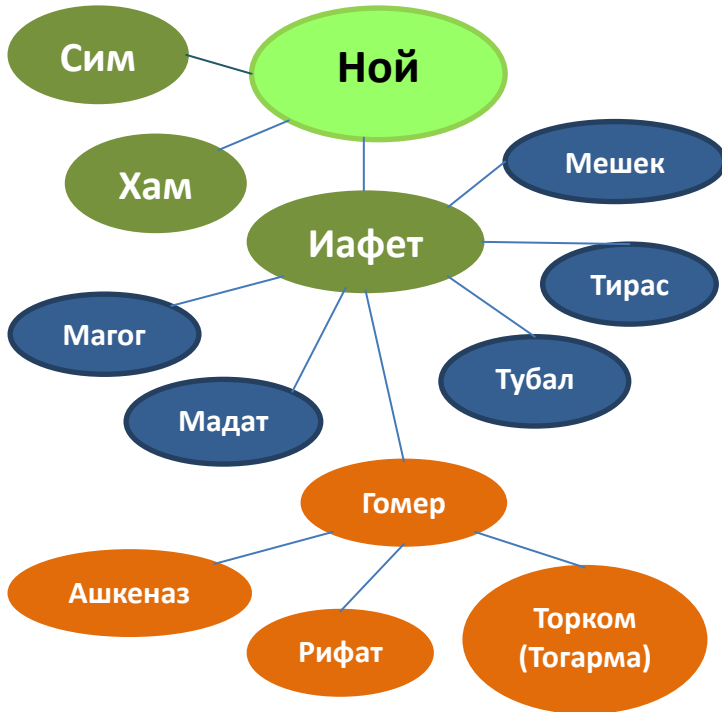 Сим
Ной
Хам
Мешек
Иафет
Тирас
Магог
Тубал
Мадат
Гомер
Ашкеназ
Рифат
Торком
(Тогарма)